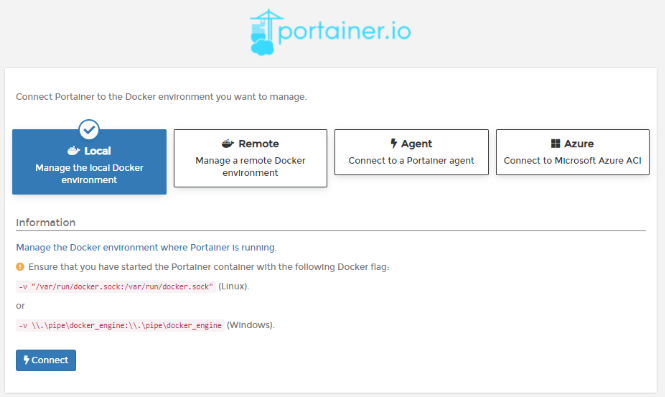 portainer.io
Connect Portainer to the Docker environment you want to manage.
Local
Manage the local Docker
environment
Remote
Manage a remote Docker
environment
Agent
Connect to a Portainer agent
Azure
Connect to Microsoft Azure ACI
Information
Manage the Docker environment where Portainer is running.
Ensure that you have started the Portainer container with the following Docker flag:
-v "/var/run/docker.sock:/var/run/docker.sock" (Linux).
or
-v \\.\pipe\docker_engine:\\.\pipe\docker_engine (Windows).
Connect